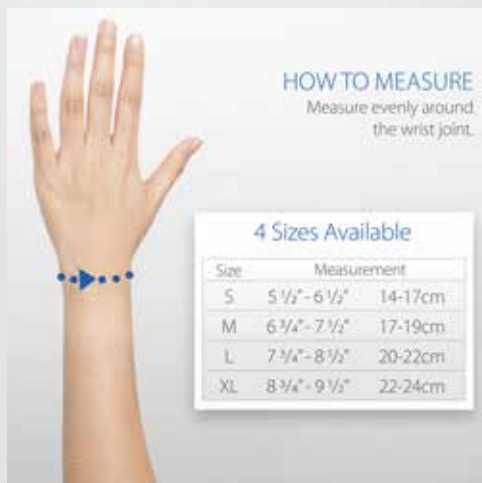 HOW TO MEASURE
Measure evenly around
the wrist joint.
4 Sizes Available
Size Measurement
S 5 1/2" - 6 1/2" 14-17cm
M 6 3/4" - 7 1/2" 17-19cm
L 7 3/4" - 8 1/2" 20-22cm
XL 8 3/4" - 9 1/2" 22-24cm